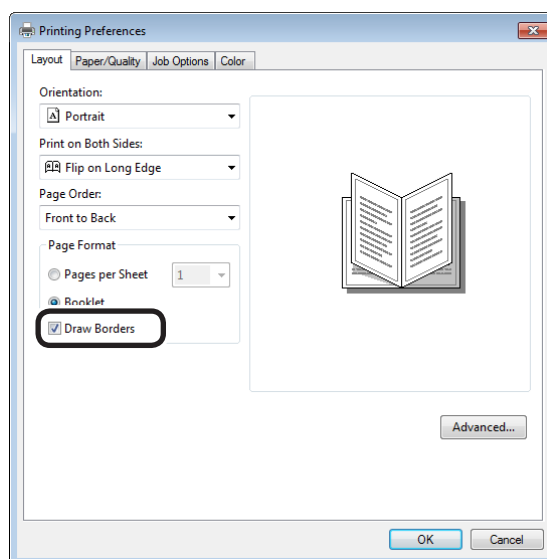 Printing Preferences
Layout Paper/Quality Job Options Color
Orientation:
A Portrait
Print on Both Sides:
Flip on Long Edge
Page Order:
Front to Back
Page Format
Pages per Sheet 1
Booklet
Draw Borders
Advanced...
OK Cancel